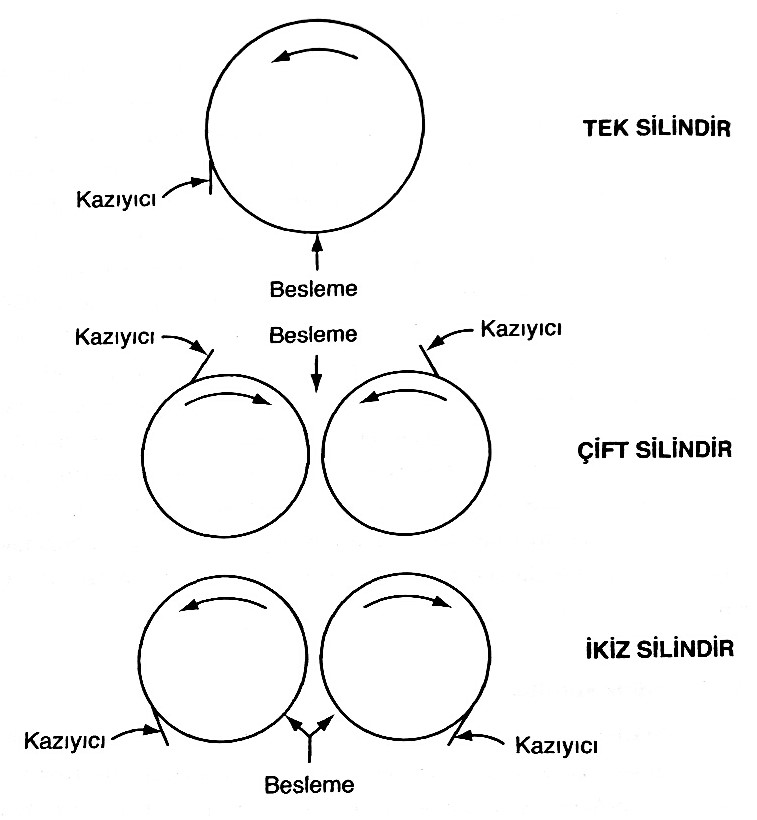 TEK SİLİNDİR
Kazıyıcı
Besleme
Kazıyıcı
Besleme
Kazıyıcı
ÇİFT SİLİNDİR
İKİZ SİLİNDİR
Kazıyıcı
Kazıyıcı
Besleme